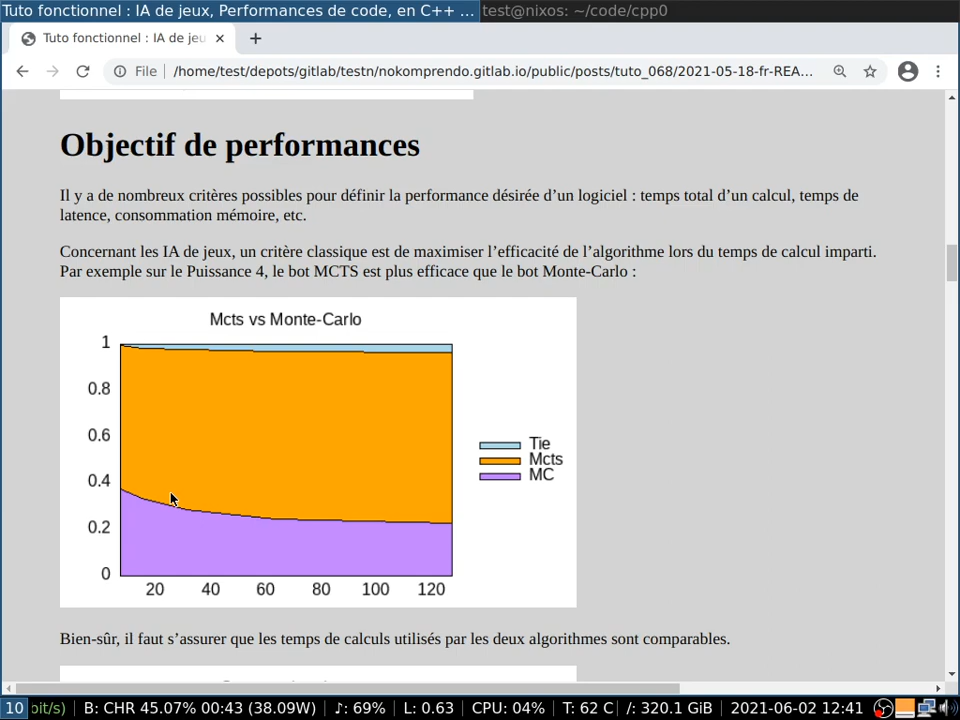 Tuto fonctionnel : IA de jeux, Performances de code, en C++ ... test@nixos: ~/code/cpp0
Tuto fonctionnel : IA de jeu
File /home/test/depots/gitlab/testn/nokomprendo.gitlab.io/public/posts/tuto_068/2021-05-18-fr-REA...
Objectif de performances
Il y a de nombreux critères possibles pour définir la performance désirée d’un logiciel : temps total d’un calcul, temps de
latence, consommation mémoire, etc.
Concernant les IA de jeux, un critère classique est de maximiser l’efficacité de l’algorithme lors du temps de calcul imparti.
Par exemple sur le Puissance 4, le bot MCTS est plus efficace que le bot Monte-Carlo :
Mcts vs Monte-Carlo
1
0.8
0.6
0.4
0.2
0
20 40 60 80 100 120
Tie
Mcts
MC
Bien-sûr, il faut s’assurer que les temps de calculs utilisés par les deux algorithmes sont comparables.
10 bit/s) | B: CHR 45.07% 00:43 (38.09W) | ♪: 69% | L: 0.63 | CPU: 04% | T: 62 C | /: 320.1 GiB | 2021-06-02 12:41